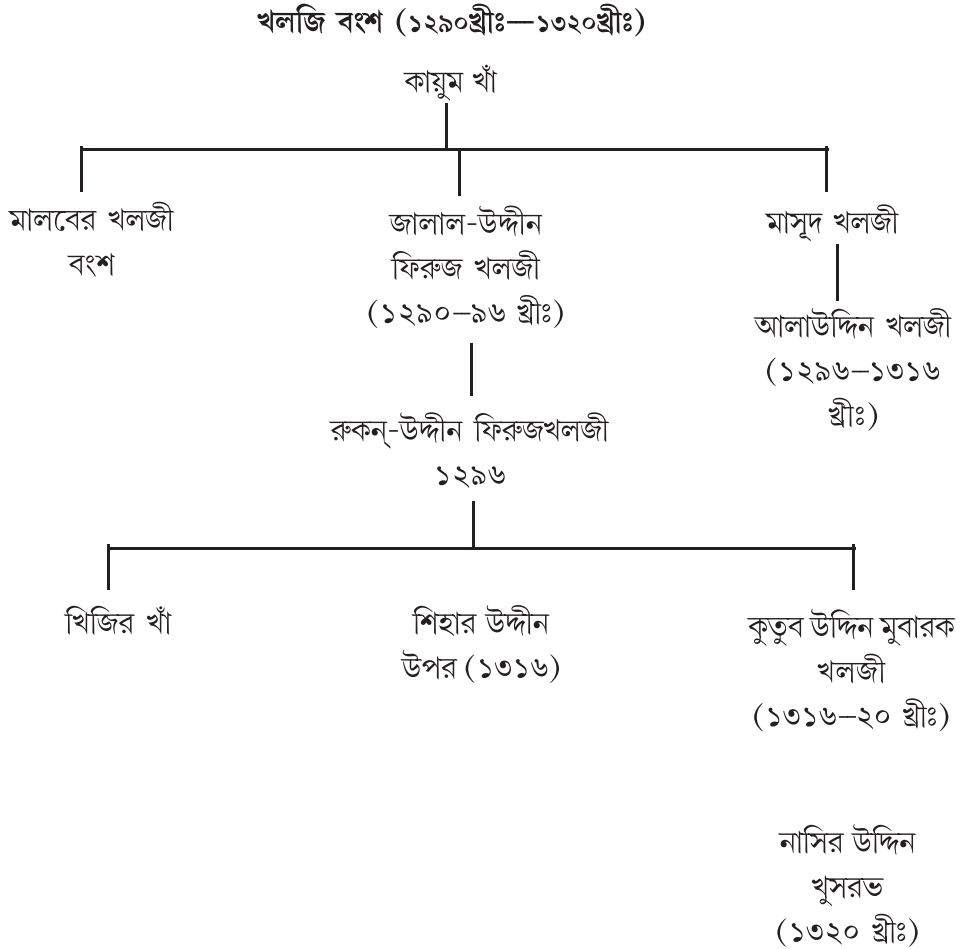 খলজি বংশ (১২৯০খ্রীঃ—১৩২০খ্রীঃ)
কায়ুম খাঁ
মালবের খলজী
বংশ
জালাল-উদ্দীন
ফিরুজ খলজী
(১২৯০–৯৬ খ্রীঃ)
মাসূদ খলজী
আলাউদ্দিন খলজী
(১২৯৬–১৩১৬
খ্রীঃ)
রুকন্-উদ্দীন ফিরুজখলজী
১২৯৬
খিজির খাঁ
শিহার উদ্দীন
উপর (১৩১৬)
কুতুব উদ্দিন মুবারক
খলজী
(১৩১৬–২০ খ্রীঃ)
নাসির উদ্দিন
খুসরভ
(১৩২০ খ্রীঃ)